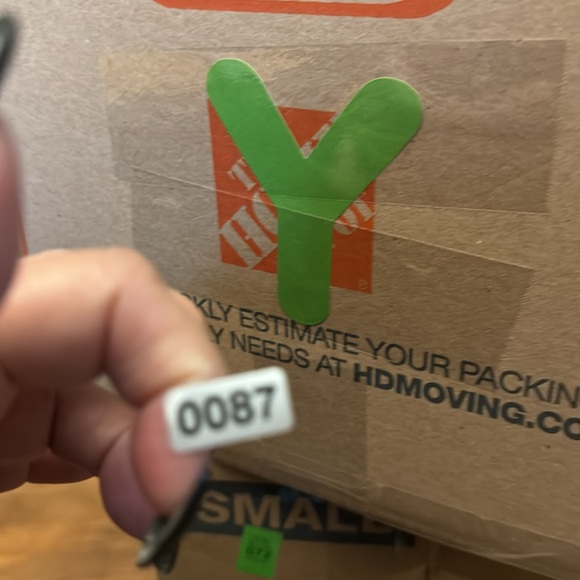 Y
ESTIMATE YOUR PACKIN
NEEDS AT HDMOVING.CO
0087
SMALL